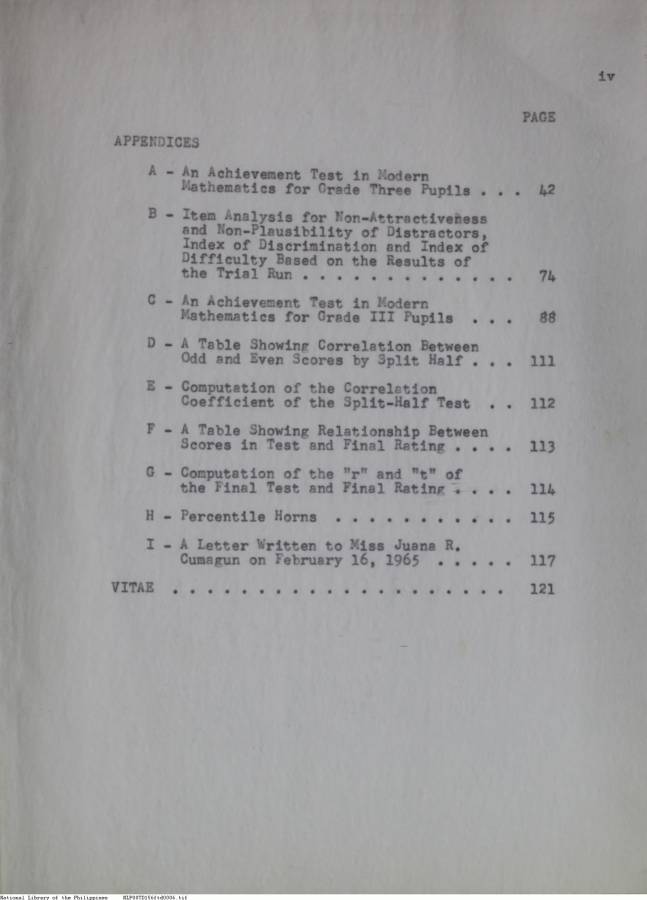 iv
PAGE
APPENDICES
A - An Achievement Test in Modern
Mathematics for Grade Three Pupils . . . 42
B - Item Analysis for Non-Attractiveness
and Non-Plausibility of Distractors,
Index of Discrimination and Index of
Difficulty Based on the Results of
the Trial Run . . . . . . . . . . . . . 74
C - An Achievement Test in Modern
Mathematics for Grade III Pupils . . . 88
D - A Table Showing Correlation Between
Odd and Even Scores by Split Half . . . 111
E - Computation of the Correlation
Coefficient of the Split-Half Test . . 112
F - A Table Showing Relationship Between
Scores in Test and Final Rating . . . . 113
G - Computation of the "r" and "t" of
the Final Test and Final Rating . . . . 114
H - Percentile Horns . . . . . . . . . . . 115
I - A Letter Written to Miss Juana R.
Cumagun on February 16, 1965 . . . . . 117
VITAE . . . . . . . . . . . . . . . . . . . . 121
National Library of the Philippines